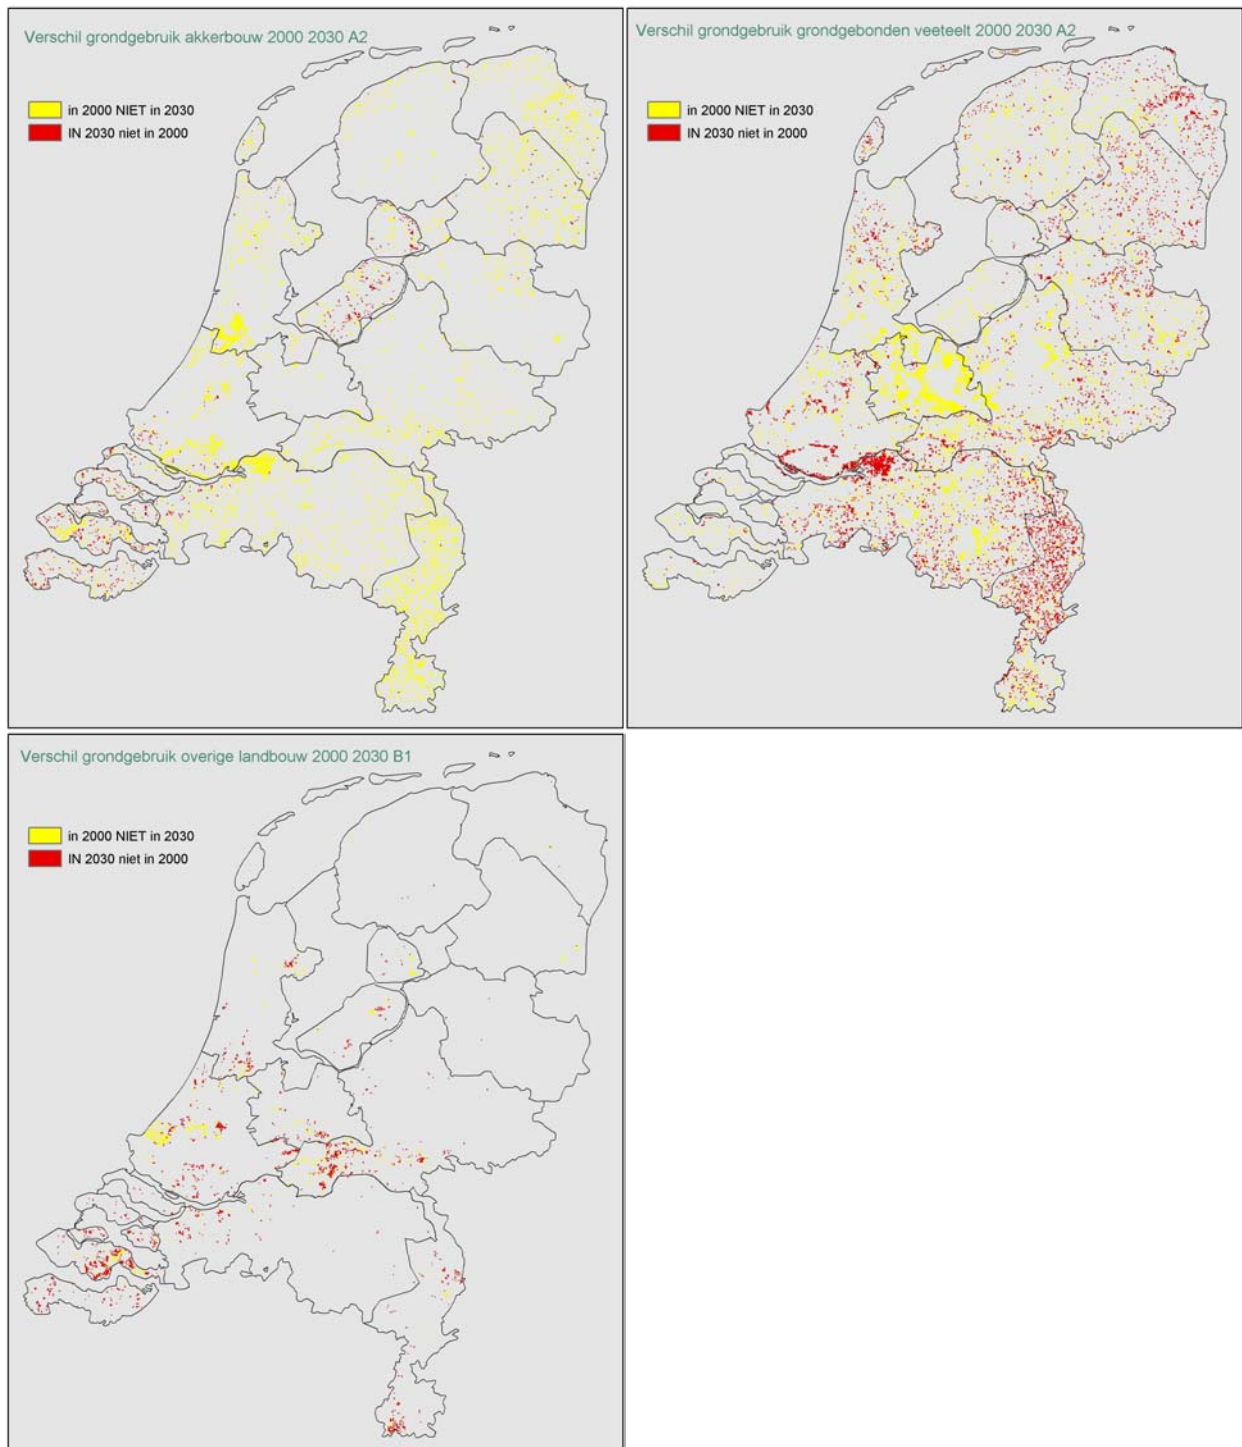 Verschil grondgebruik akkerbouw 2000 2030 A2
in 2000 NIET in 2030
IN 2030 niet in 2000
Verschil grondgebruik grondgebonden veeteelt 2000 2030 A2
in 2000 NIET in 2030
IN 2030 niet in 2000
Verschil grondgebruik overige landbouw 2000 2030 B1
in 2000 NIET in 2030
IN 2030 niet in 2000